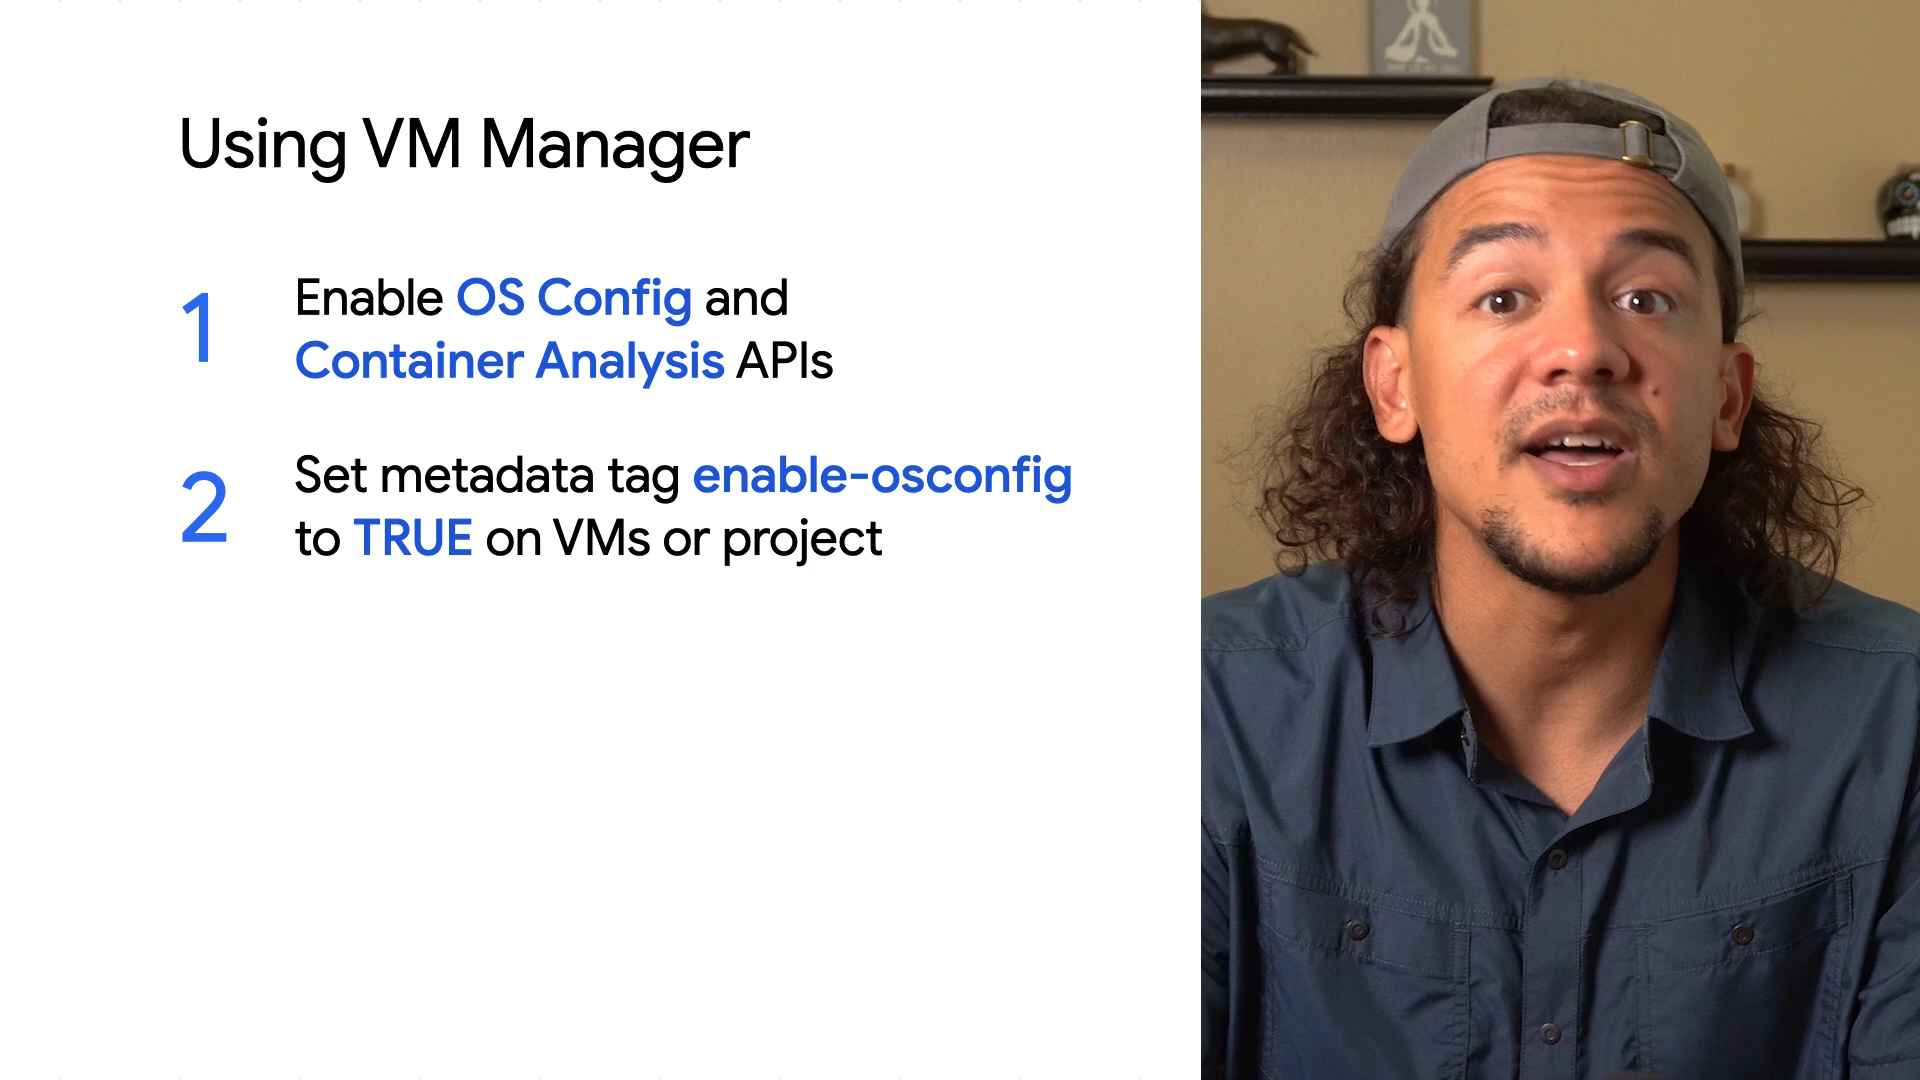 Using VM Manager
1
Enable OS Config and
Container Analysis APIs
2
Set metadata tag enable-osconfig
to TRUE on VMs or project